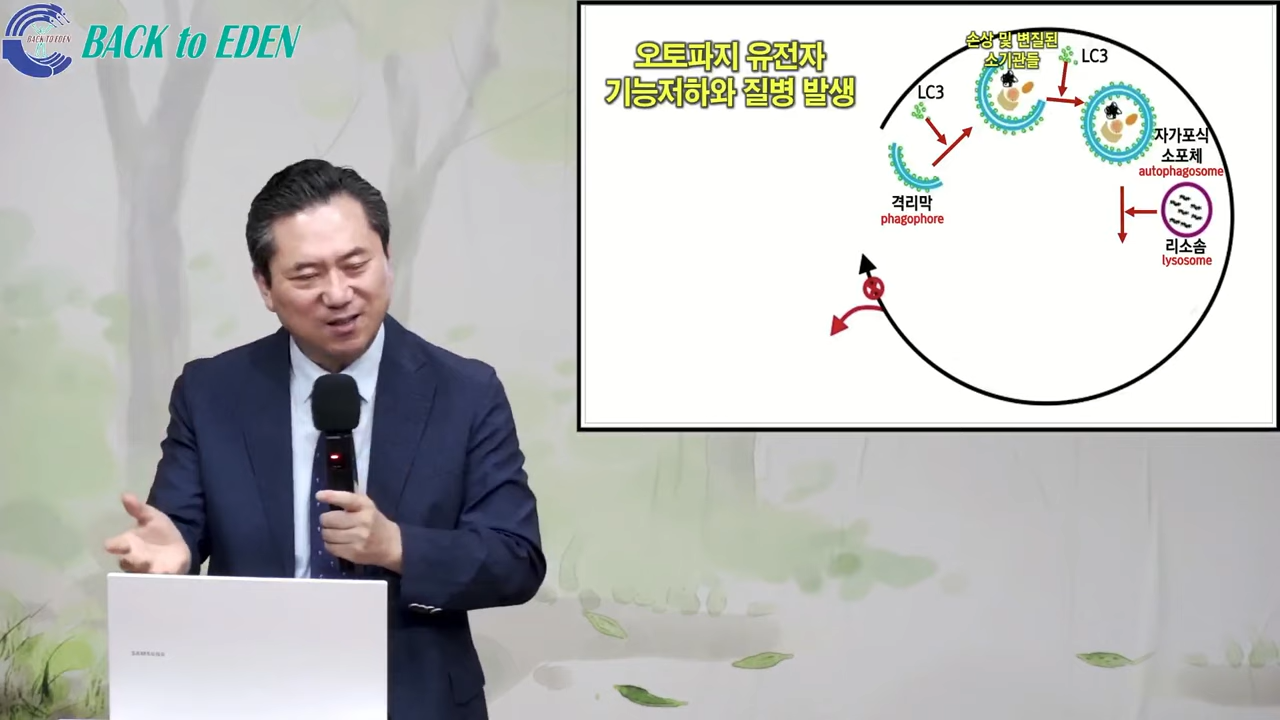 BACK TO EDEN
BACK to EDEN
오토파지 유전자
기능저하와 질병 발생
손상 및 변질된
소기관들
LC3
LC3
자가포식
소포체
autophagosome
격리막
phagophore
리소솜
lysosome
SAMSUNG